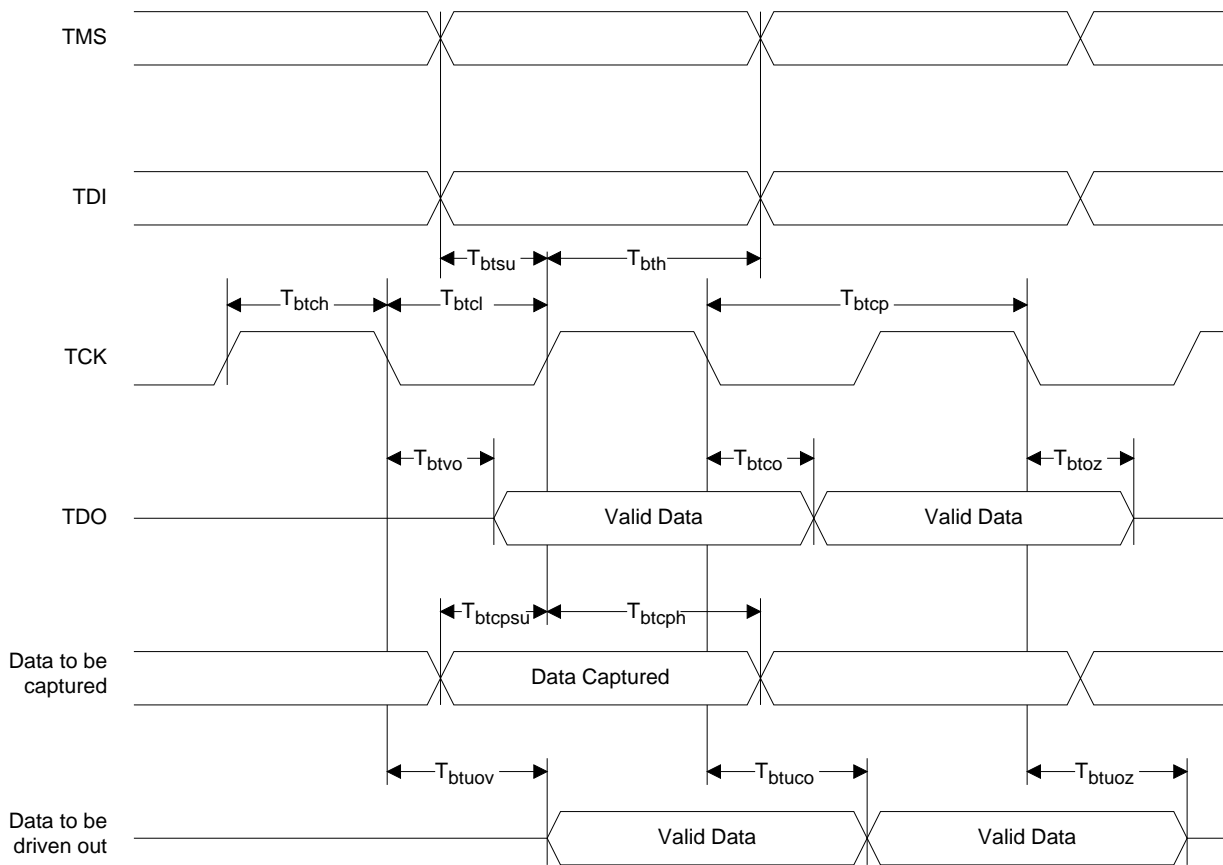 TMS
TDI
Tbtsu
Tbth
Tbtch
Tbtcl
Tbtcp
TCK
Tbtvo
Tbtco
Tbtoz
TDO
Valid Data
Valid Data
Tbtcpsu
Tbtcph
Data to be
captured
Data Captured
Tbtuov
Tbtuco
Tbtuoz
Data to be
driven out
Valid Data
Valid Data